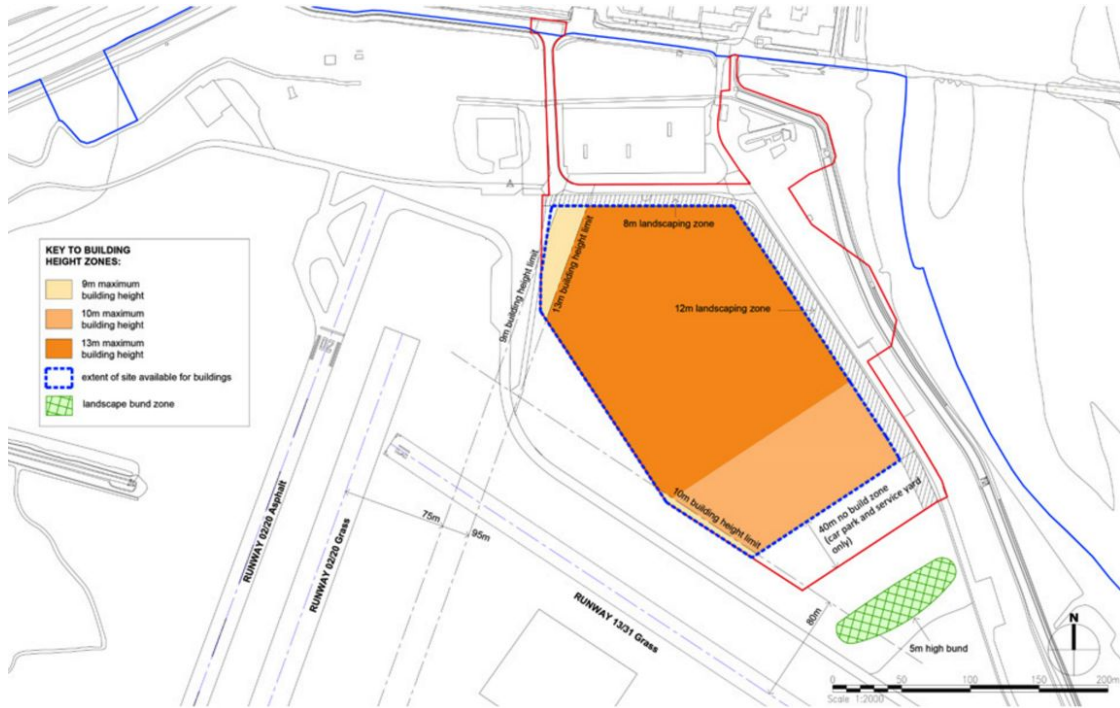 KEY TO BUILDING
HEIGHT ZONES:
9m maximum
building height
10m maximum
building height
13m maximum
building height
extent of site available for buildings
landscape bund zone
8m landscaping zone
13m building height limit
9m building height limit
12m landscaping zone
10m building height limit
40m no build zone
(car park and service yard
only)
75m
95m
80m
RUNWAY 02/20 Asphalt
RUNWAY 02/20 Grass
RUNWAY 13/31 Grass
5m high bund
N
0 50 100 150 200m
Scale 1:2000